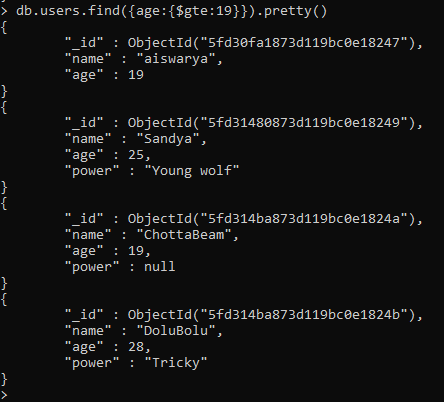 > db.users.find({age:{$gte:19}}).pretty()
{
        "_id" : ObjectId("5fd30fa1873d119bc0e18247"),
        "name" : "aiswarya",
        "age" : 19
}
{
        "_id" : ObjectId("5fd31480873d119bc0e18249"),
        "name" : "Sandya",
        "age" : 25,
        "power" : "Young wolf"
}
{
        "_id" : ObjectId("5fd314ba873d119bc0e1824a"),
        "name" : "ChottaBeam",
        "age" : 19,
        "power" : null
}
{
        "_id" : ObjectId("5fd314ba873d119bc0e1824b"),
        "name" : "DoluBolu",
        "age" : 28,
        "power" : "Tricky"
}
>